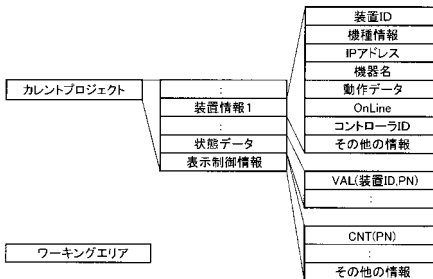 装置ID
機種情報
IPアドレス
機器名
動作データ
OnLine
コントローラID
その他の情報
カレントプロジェクト
:
装置情報1
:
状態データ
表示制御情報
VAL(装置ID,PN)
:
CNT(PN)
:
その他の情報
ワーキングエリア